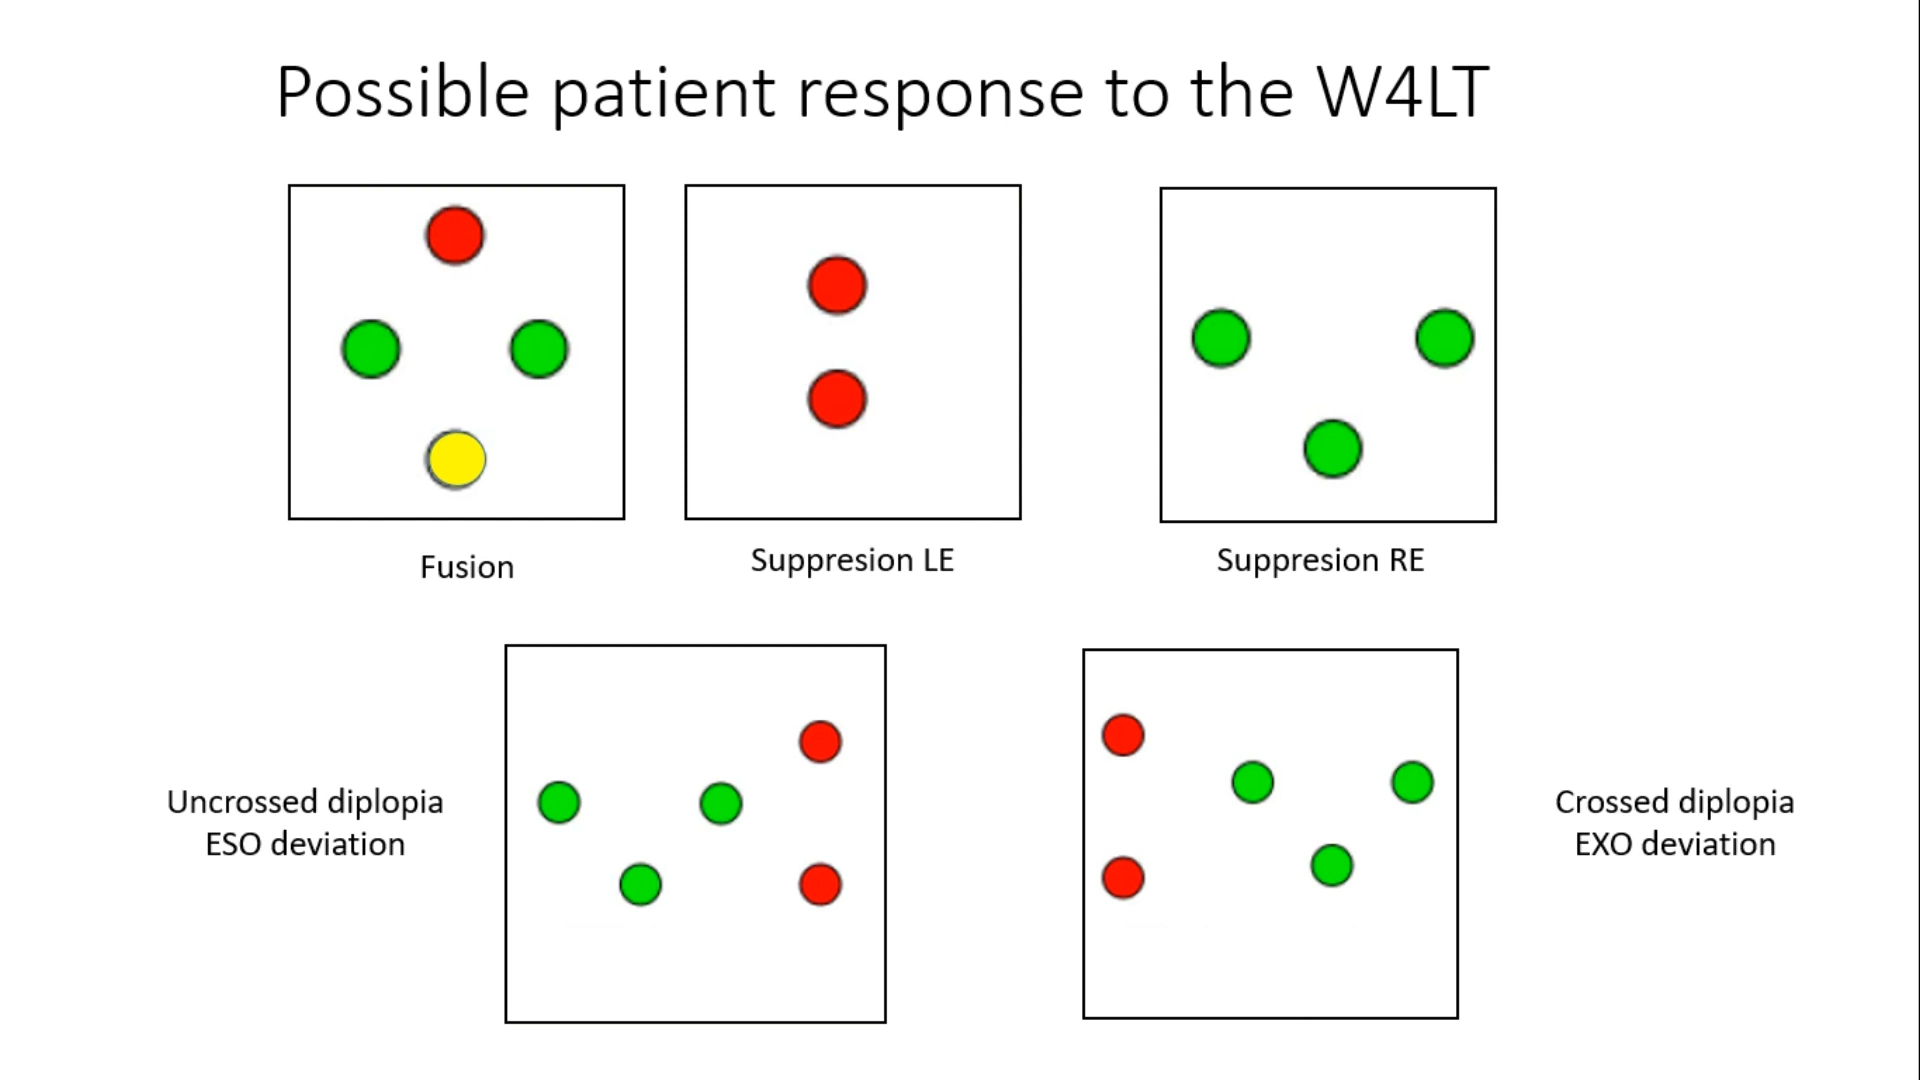 Possible patient response to the W4LT
Fusion
Suppresion LE
Suppresion RE
Uncrossed diplopia
ESO deviation
Crossed diplopia
EXO deviation